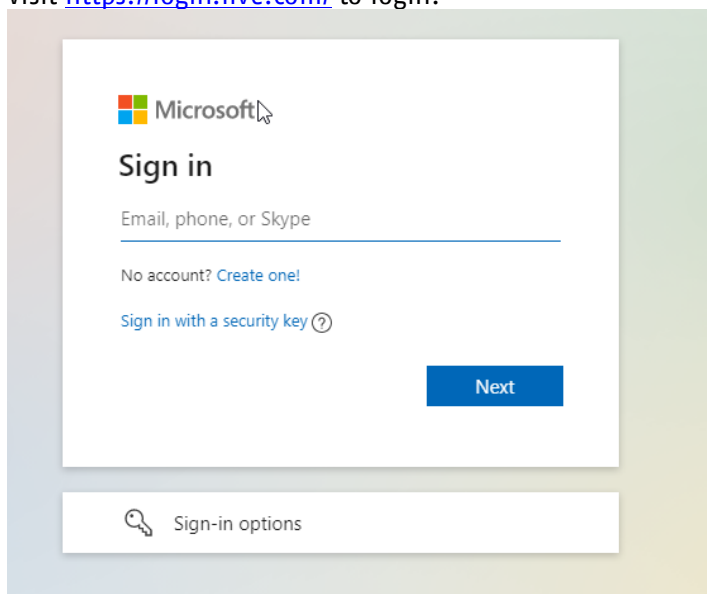 visit https://login.live.com/ to login.
Microsoft
Sign in
Email, phone, or Skype
No account? Create one!
Sign in with a security key
Next
Sign-in options